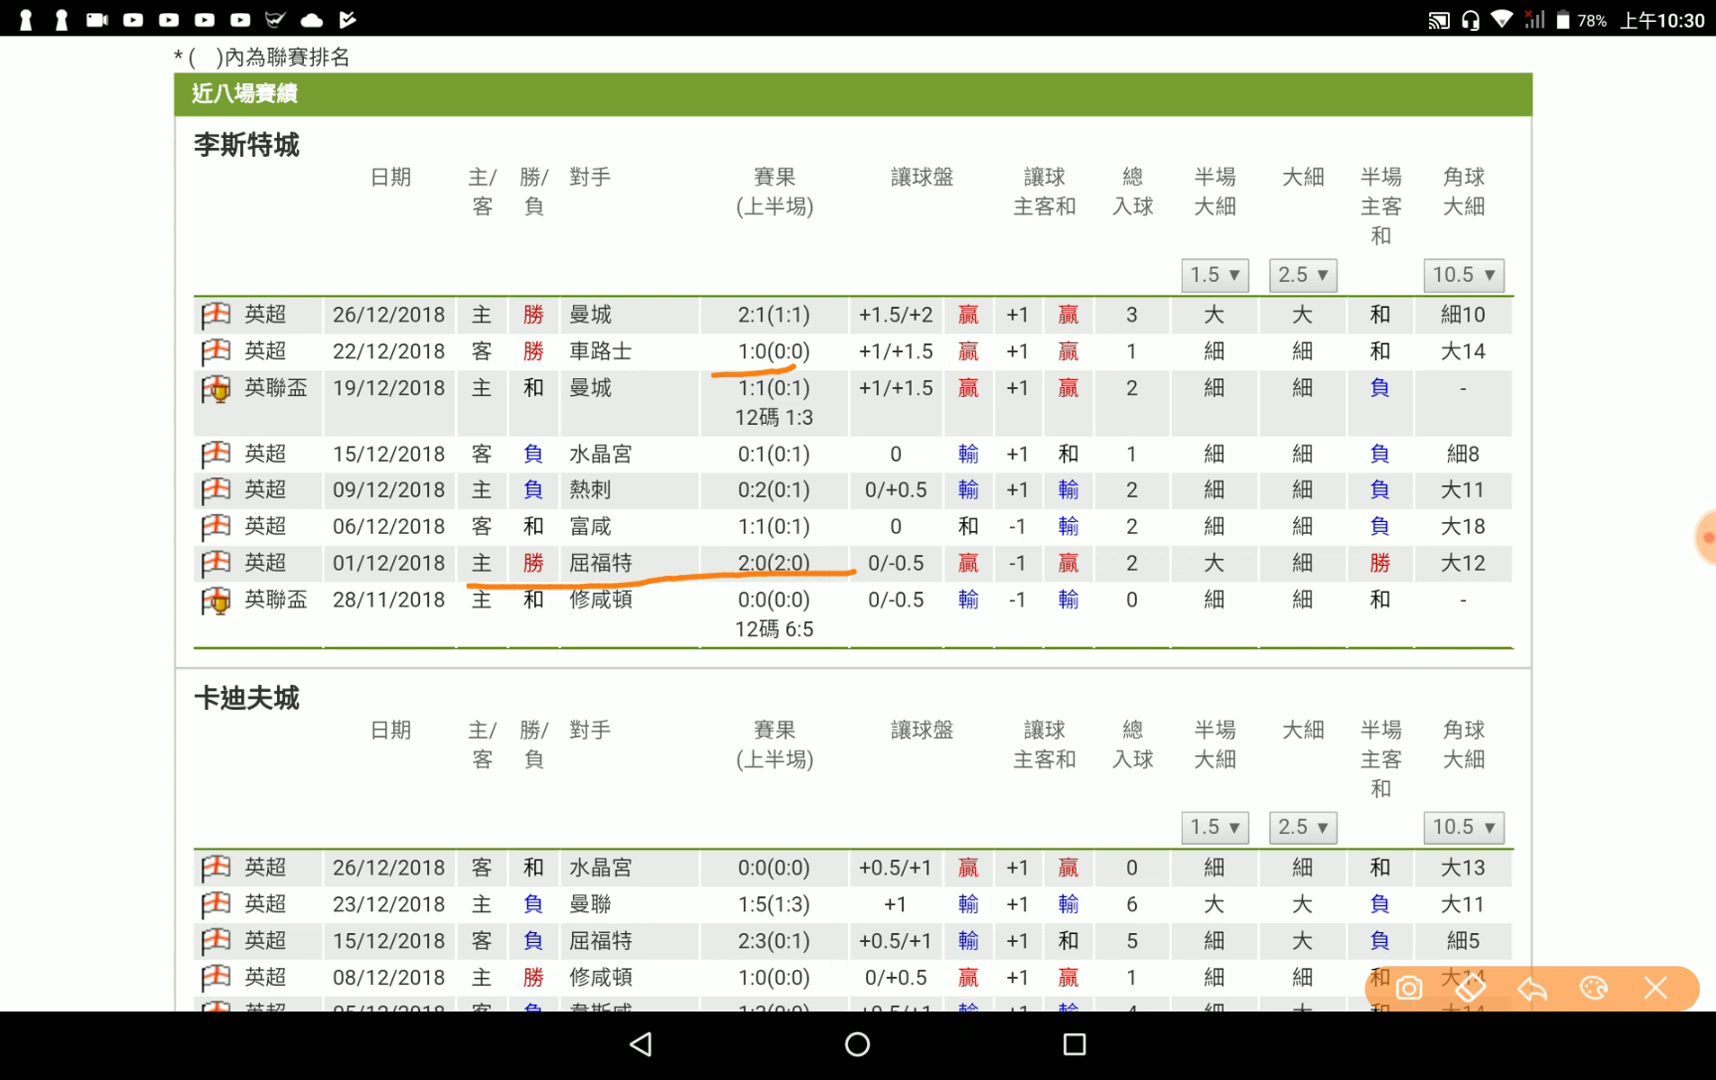 78% 上午10:30
* ( )內為聯賽排名
近八場賽績
李斯特城
日期 主/客 勝/負 對手 賽果(上半場) 讓球盤 讓球主客和 總入球 半場大細 大細 半場主客和 角球大細
1.5 ▼ 2.5 ▼ 10.5 ▼
英超 26/12/2018 主 勝 曼城 2:1(1:1) +1.5/+2 贏 +1 贏 3 大 大 和 細10
英超 22/12/2018 客 勝 車路士 1:0(0:0) +1/+1.5 贏 +1 贏 1 細 細 和 大14
英聯盃 19/12/2018 主 和 曼城 1:1(0:1) +1/+1.5 贏 +1 贏 2 細 細 負 -
12碼 1:3
英超 15/12/2018 客 負 水晶宮 0:1(0:1) 0 輸 +1 和 1 細 細 負 細8
英超 09/12/2018 主 負 熱刺 0:2(0:1) 0/+0.5 輸 +1 輸 2 細 細 負 大11
英超 06/12/2018 客 和 富咸 1:1(0:1) 0 和 -1 輸 2 細 細 負 大18
英超 01/12/2018 主 勝 屈福特 2:0(2:0) 0/-0.5 贏 -1 贏 2 大 細 勝 大12
英聯盃 28/11/2018 主 和 修咸頓 0:0(0:0) 0/-0.5 輸 -1 輸 0 細 細 和 -
12碼 6:5
卡迪夫城
日期 主/客 勝/負 對手 賽果(上半場) 讓球盤 讓球主客和 總入球 半場大細 大細 半場主客和 角球大細
1.5 ▼ 2.5 ▼ 10.5 ▼
英超 26/12/2018 客 和 水晶宮 0:0(0:0) +0.5/+1 贏 +1 贏 0 細 細 和 大13
英超 23/12/2018 主 負 曼聯 1:5(1:3) +1 輸 +1 輸 6 大 大 負 大11
英超 15/12/2018 客 負 屈福特 2:3(0:1) +0.5/+1 輸 +1 和 5 細 大 負 細5
英超 08/12/2018 主 勝 修咸頓 1:0(0:0) 0/+0.5 贏 +1 贏 1 細 細 和 大14